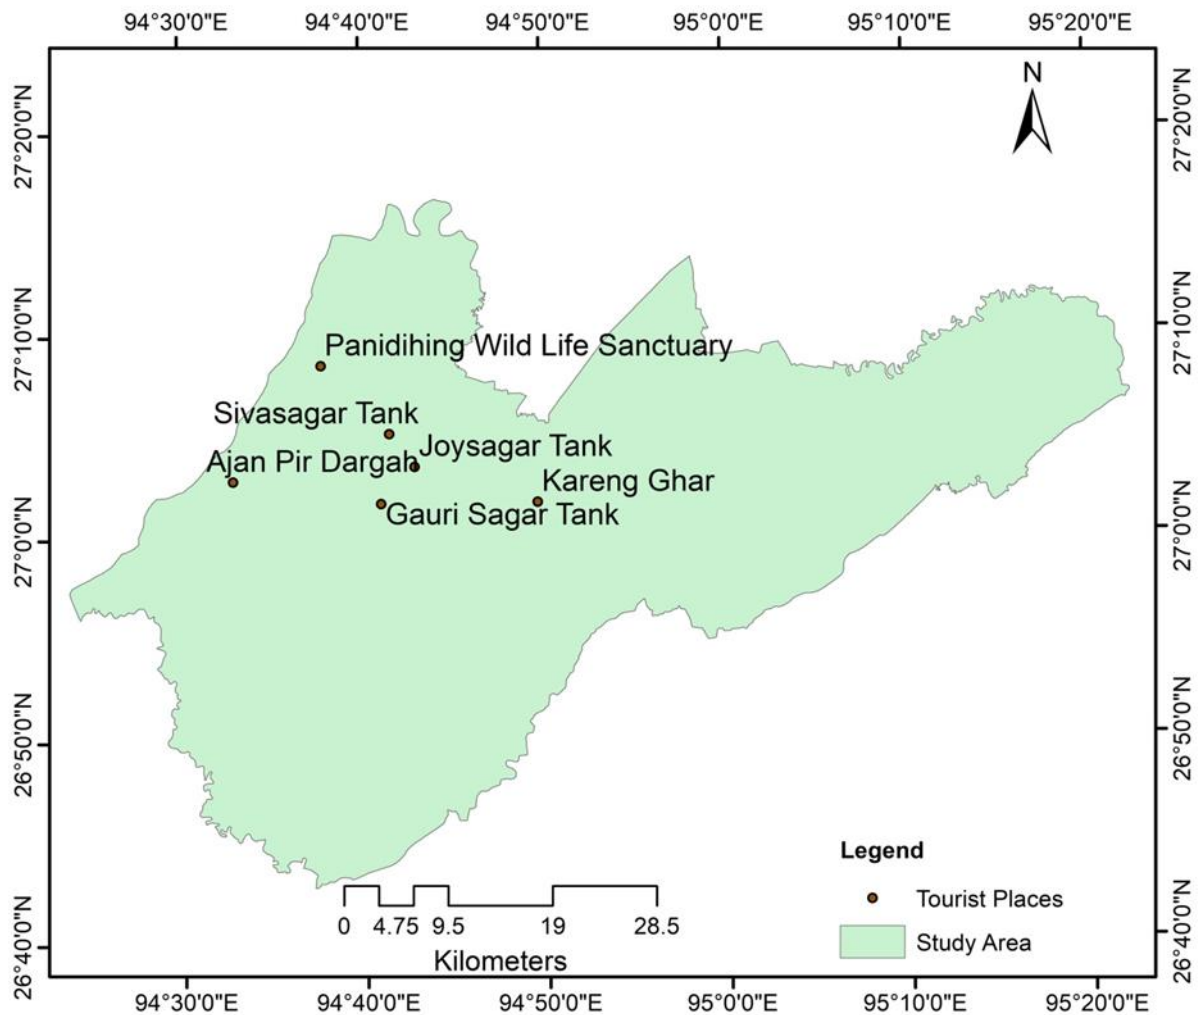 94°30'0"E 94°40'0"E 94°50'0"E 95°0'0"E 95°10'0"E 95°20'0"E
N
27°20'0"N
27°20'0"N
27°10'0"N
27°10'0"N
Panidihing Wild Life Sanctuary
Sivasagar Tank
Joysagar Tank
Ajan Pir Dargah
Kareng Ghar
Gauri Sagar Tank
27°0'0"N
27°0'0"N
26°50'0"N
26°50'0"N
Legend
Tourist Places
Study Area
0 4.75 9.5 19 28.5
Kilometers
26°40'0"N
26°40'0"N
94°30'0"E 94°40'0"E 94°50'0"E 95°0'0"E 95°10'0"E 95°20'0"E